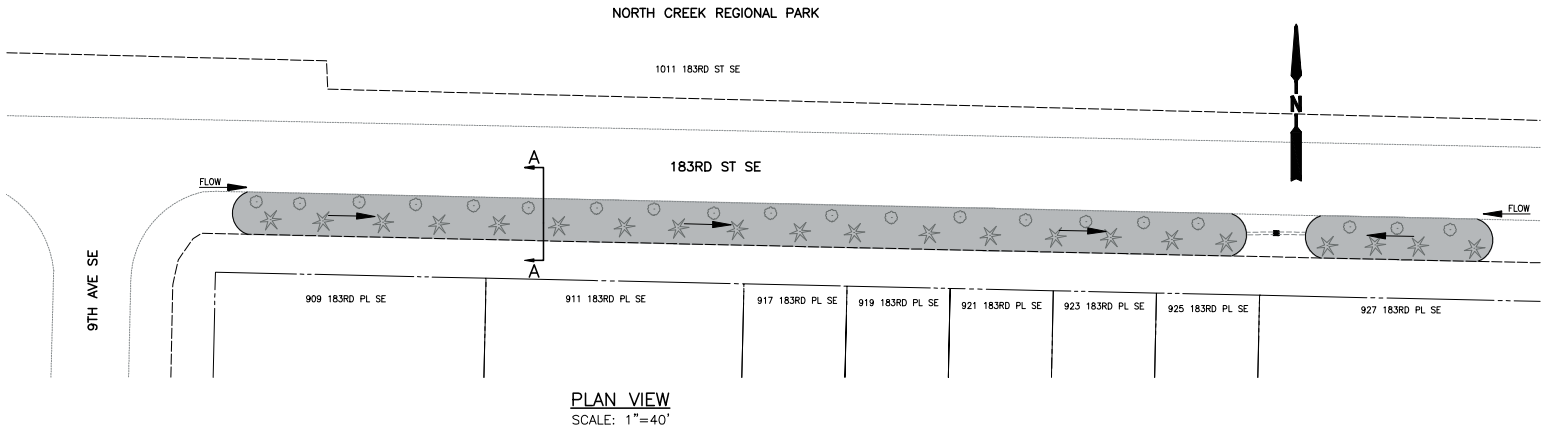 NORTH CREEK REGIONAL PARK
1011 183RD ST SE
N
A
183RD ST SE
FLOW
FLOW
A
9TH AVE SE
909 183RD PL SE
911 183RD PL SE
917 183RD PL SE
919 183RD PL SE
921 183RD PL SE
923 183RD PL SE
925 183RD PL SE
927 183RD PL SE
PLAN VIEW
SCALE: 1"=40'